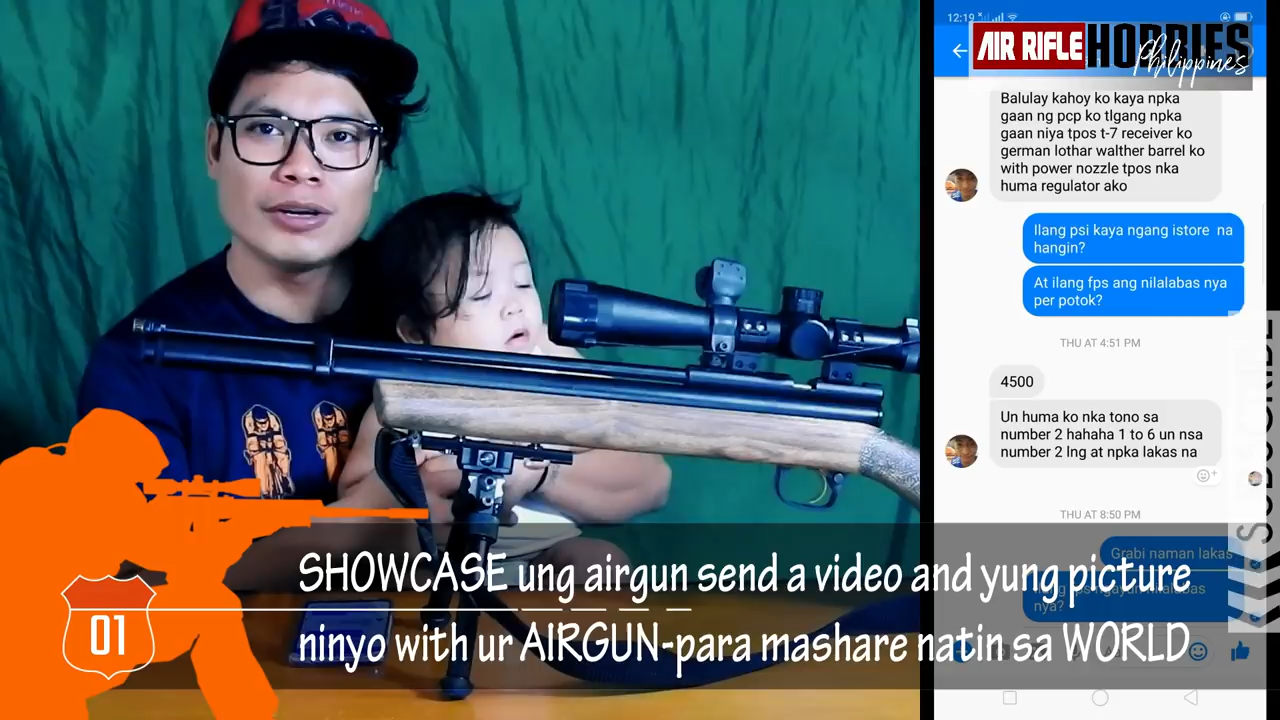 12:19
AIR RIFLE HOBBIES
Philippines
Balulay kahoy ko kaya npka
gaan ng pcp ko tlgang npka
gaan niya tpos t-7 receiver ko
german lothar walther barrel ko
with power nozzle tpos nka
huma regulator ako
Ilang psi kaya ngang istore na
hangin?
At ilang fps ang nilalabas nya
per potok?
THU AT 4:51 PM
4500
Un huma ko nka tono sa
number 2 hahaha 1 to 6 un nsa
number 2 lng at npka lakas na
THU AT 8:50 PM
Grabi naman lakas
nya?
SUBSCRIBE
SHOWCASE ung airgun send a video and yung picture
ninyo with ur AIRGUN-para mashare natin sa WORLD
01